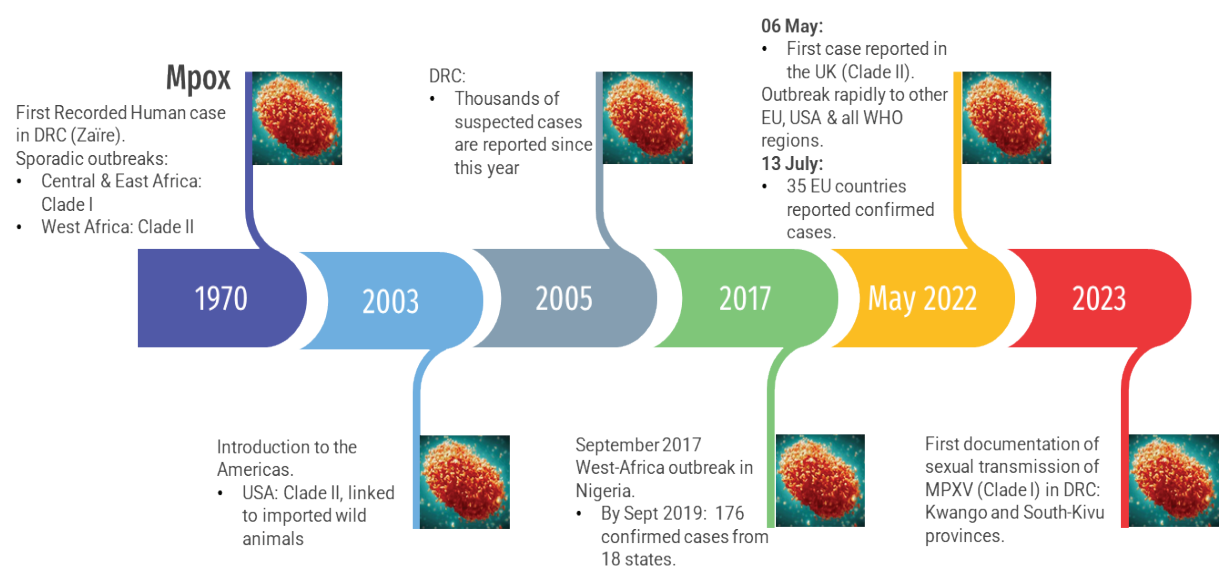 Mpox
First Recorded Human case
in DRC (Zaïre).
Sporadic outbreaks:
• Central & East Africa:
Clade I
• West Africa: Clade II
DRC:
• Thousands of
suspected cases
are reported since
this year
06 May:
• First case reported in
the UK (Clade II).
Outbreak rapidly to other
EU, USA & all WHO
regions.
13 July:
• 35 EU countries
reported confirmed
cases.
1970
2003
2005
2017
May 2022
2023
Introduction to the
Americas.
• USA: Clade II, linked
to imported wild
animals
September 2017
West-Africa outbreak in
Nigeria.
• By Sept 2019: 176
confirmed cases from
18 states.
First documentation of
sexual transmission of
MPXV (Clade I) in DRC:
Kwango and South-Kivu
provinces.